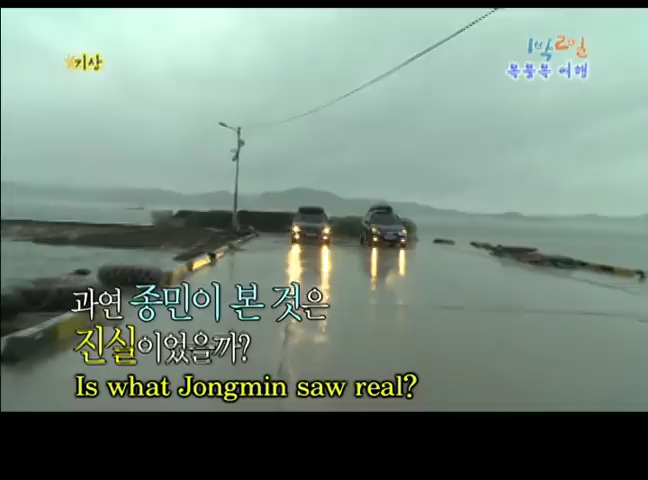 ※기상
1박2일
복불복 여행
과연 종민이 본 것은
진실이었을까?
Is what Jongmin saw real?